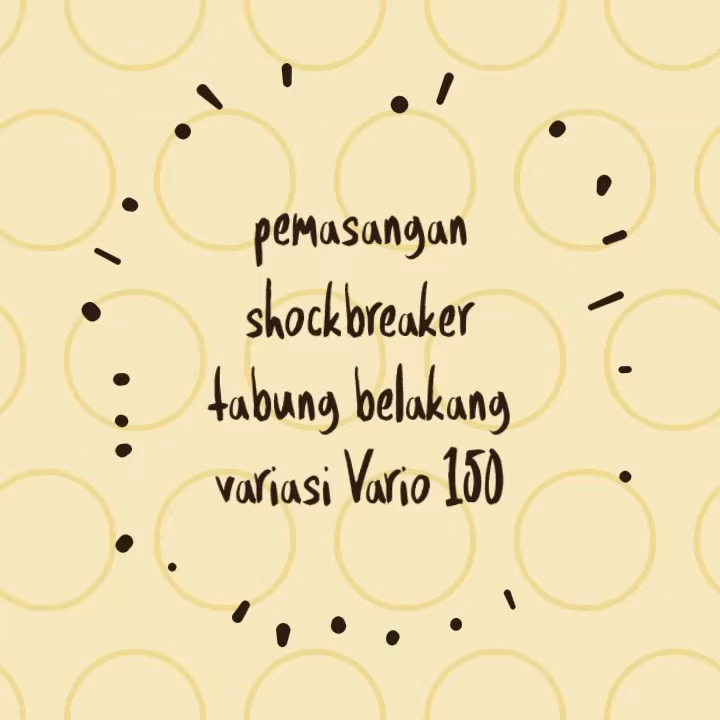 pemasangan
shockbreaker
tabung belakang
variasi Vario 150